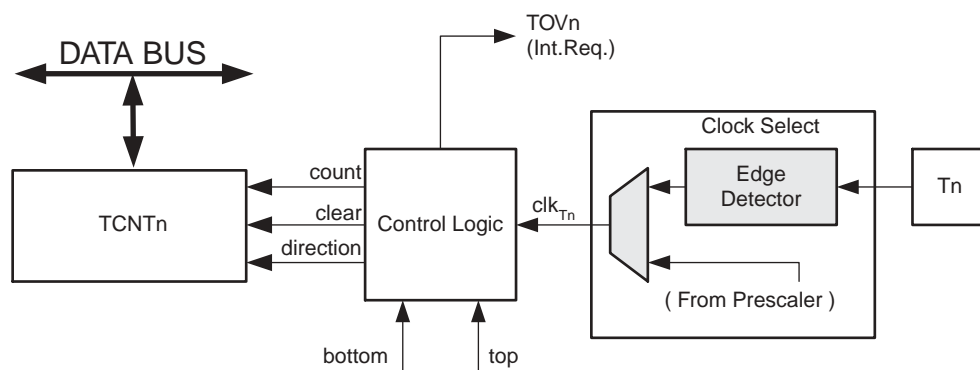 TOVn
(Int.Req.)
DATA BUS
Clock Select
count
clear
direction
TCNTn
Control Logic
clkTn
Edge
Detector
Tn
( From Prescaler )
bottom
top